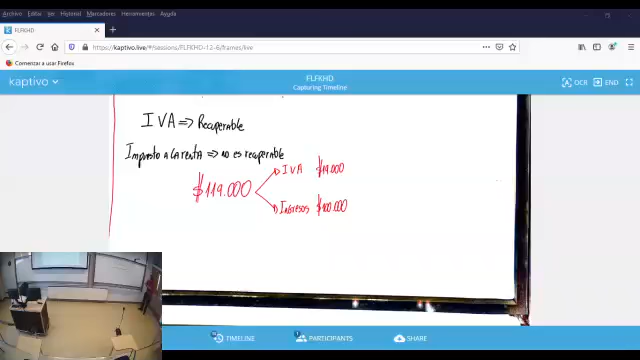 Archivo Editar Ver Historial Marcadores Herramientas Ayuda
FLFKHD
https://kaptivo.live/#/sessions/FLFKHD-12-6/frames/live
Comenzar a usar Firefox
kaptivo
FLFKHD
Capturing Timeline
OCR
END
IVA => Recuperable
Impuesto a la renta => no es recuperable
$119.000
IVA $19.000
Ingresos $100.000
TIMELINE
PARTICIPANTS
SHARE